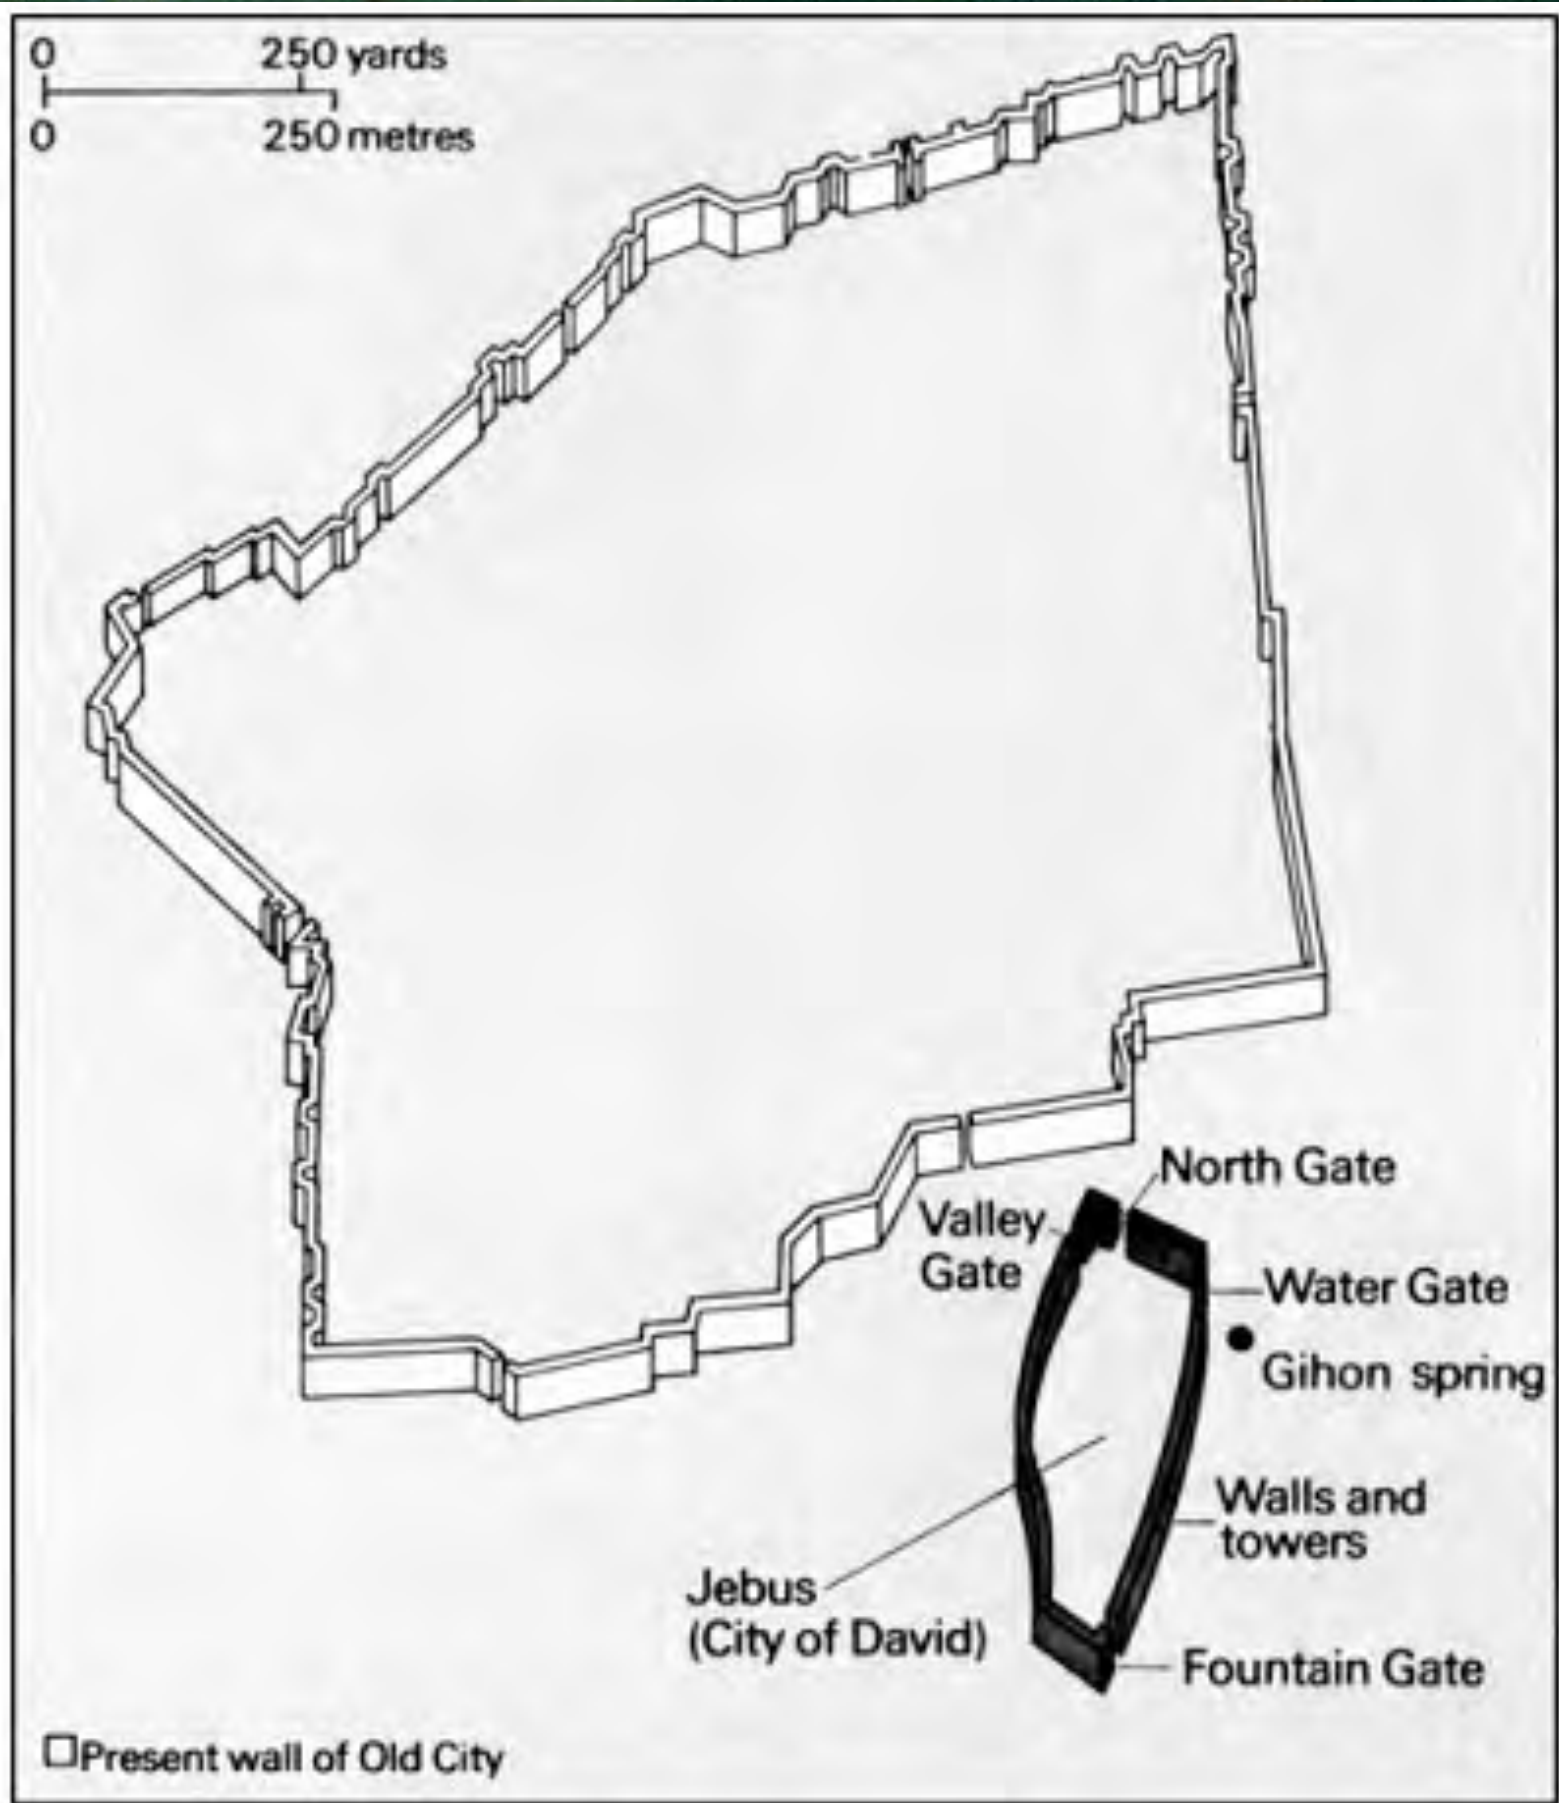 0 250 yards
0 250 metres
North Gate
Valley
Gate
Water Gate
Gihon spring
Walls and
towers
Jebus
(City of David)
Fountain Gate
Present wall of Old City